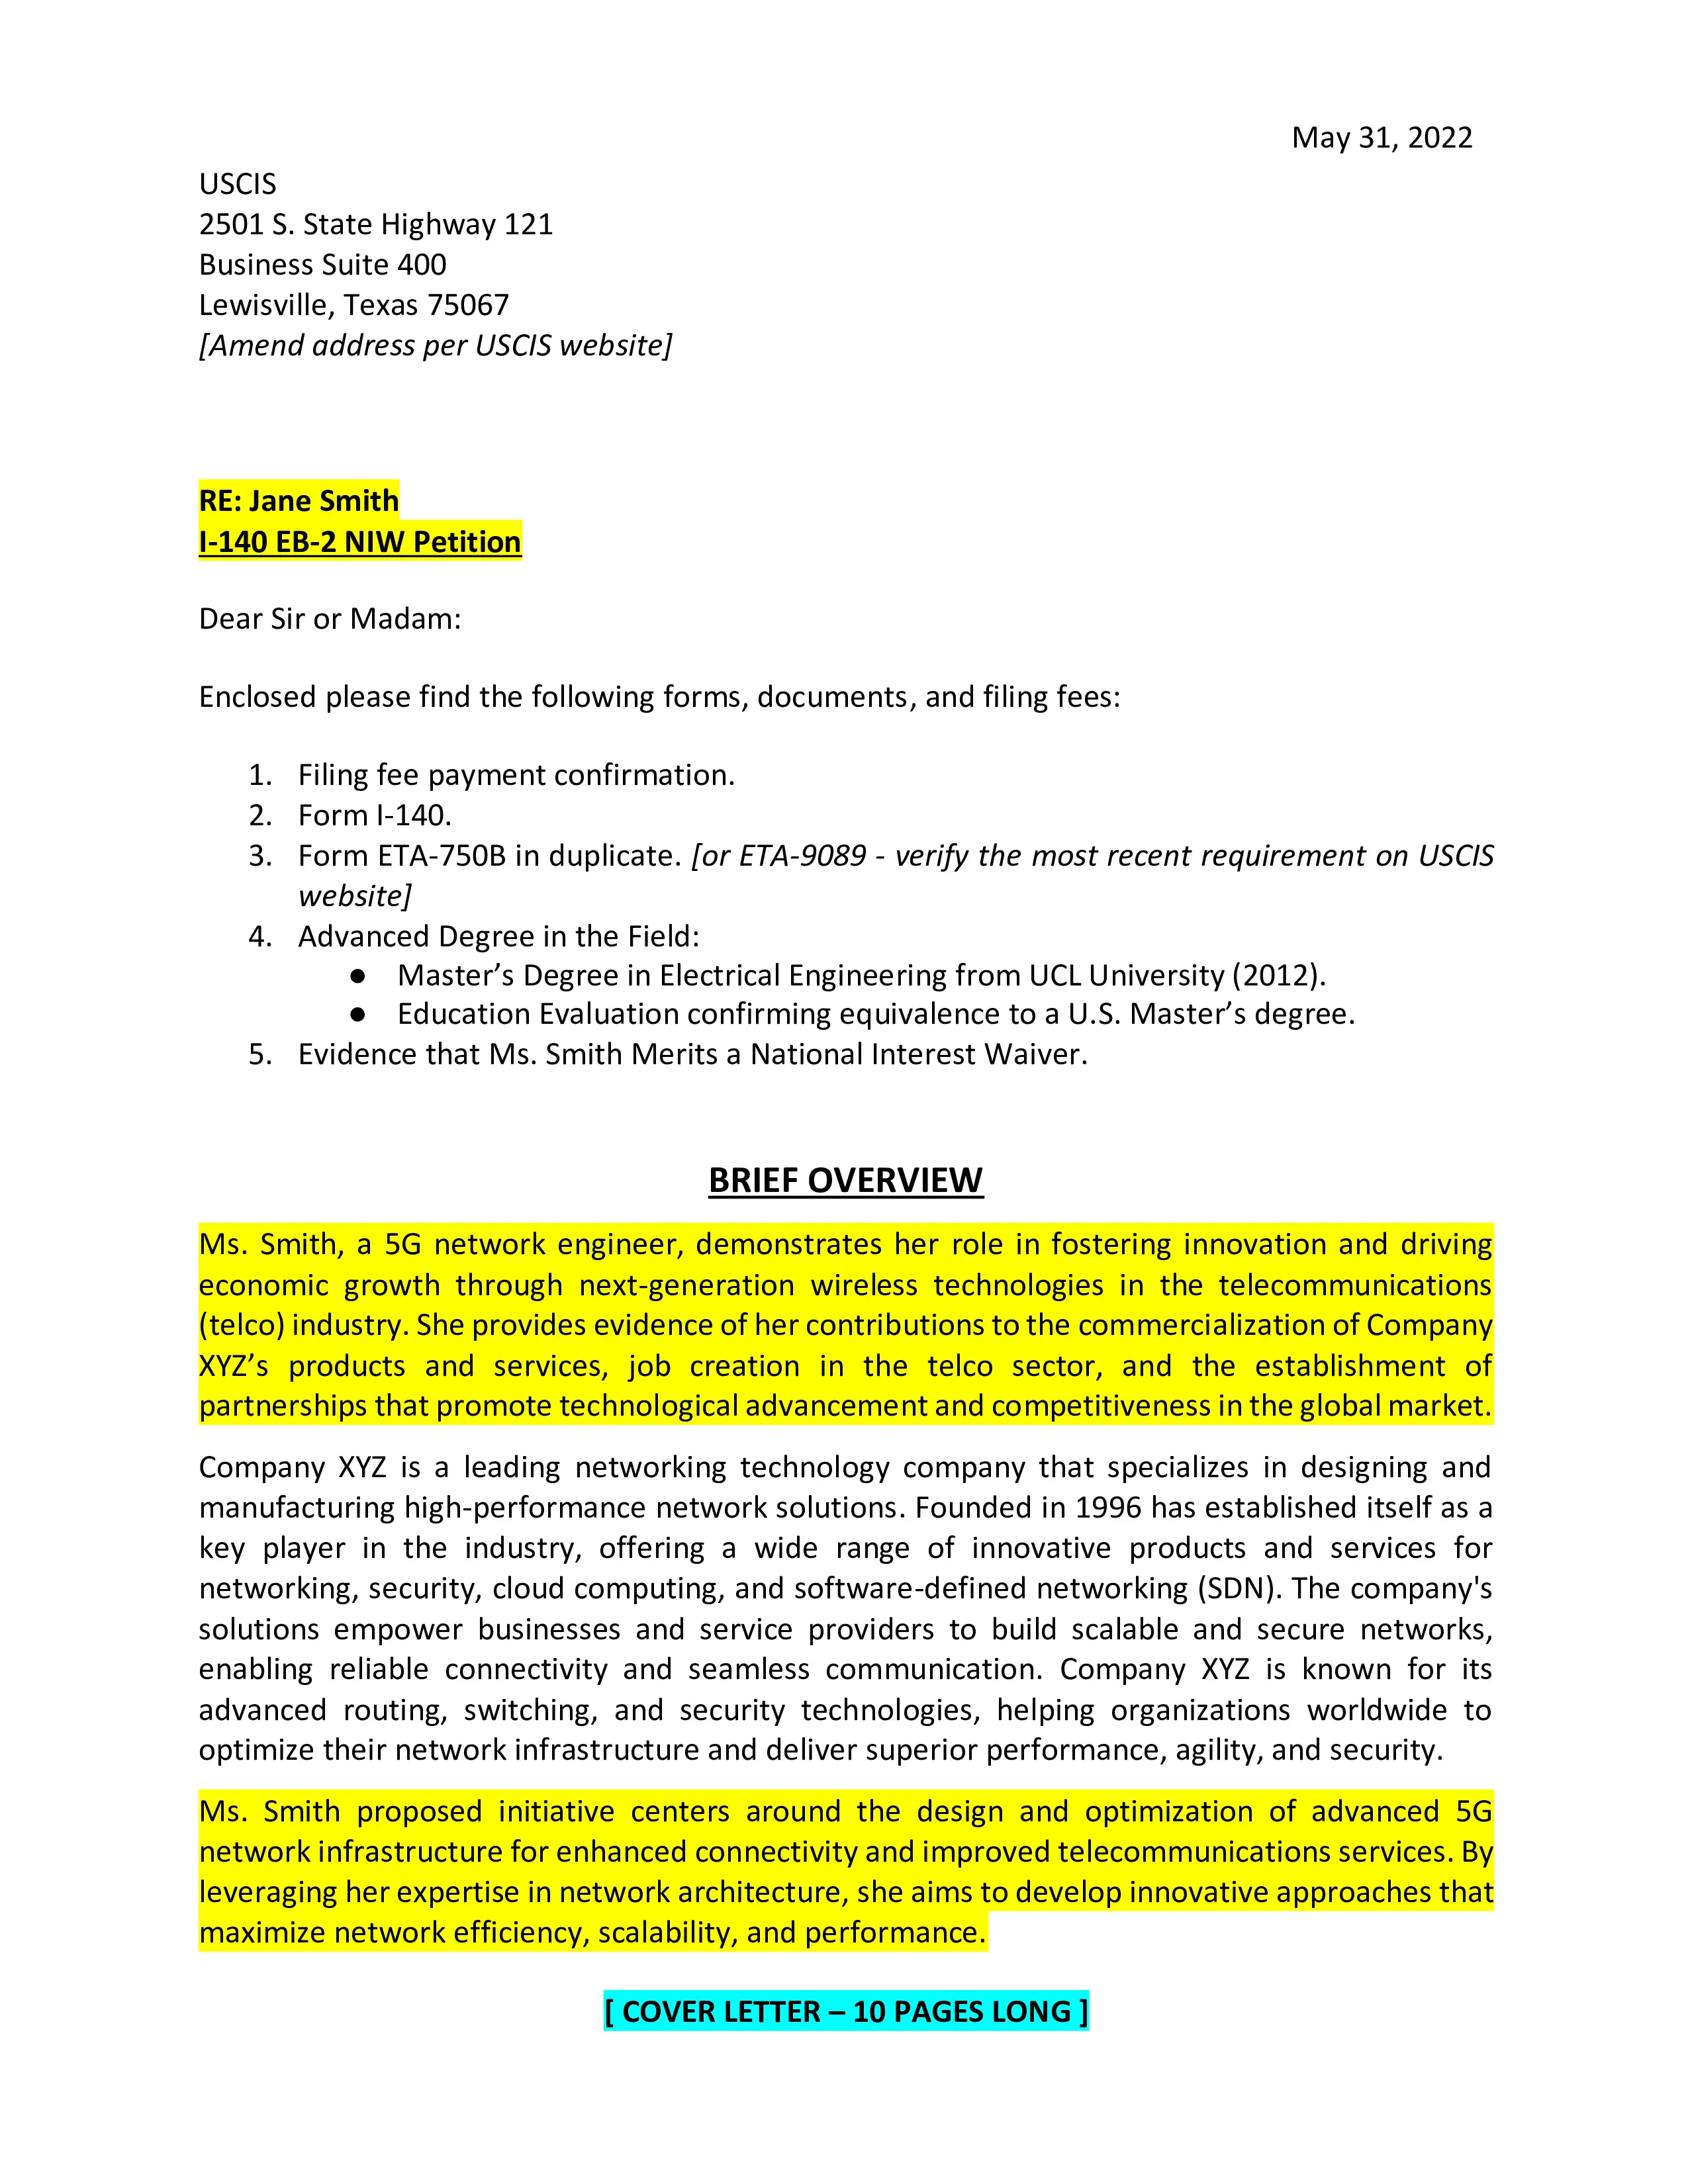 May 31, 2022
USCIS
2501 S. State Highway 121
Business Suite 400
Lewisville, Texas 75067
[Amend address per USCIS website]
RE: Jane Smith
I-140 EB-2 NIW Petition
Dear Sir or Madam:
Enclosed please find the following forms, documents, and filing fees:
1. Filing fee payment confirmation.
2. Form I-140.
3. Form ETA-750B in duplicate. [or ETA-9089 - verify the most recent requirement on USCIS
website]
4. Advanced Degree in the Field:
● Master’s Degree in Electrical Engineering from UCL University (2012).
● Education Evaluation confirming equivalence to a U.S. Master’s degree.
5. Evidence that Ms. Smith Merits a National Interest Waiver.
BRIEF OVERVIEW
Ms. Smith, a 5G network engineer, demonstrates her role in fostering innovation and driving
economic growth through next-generation wireless technologies in the telecommunications
(telco) industry. She provides evidence of her contributions to the commercialization of Company
XYZ’s products and services, job creation in the telco sector, and the establishment of
partnerships that promote technological advancement and competitiveness in the global market.
Company XYZ is a leading networking technology company that specializes in designing and
manufacturing high-performance network solutions. Founded in 1996 has established itself as a
key player in the industry, offering a wide range of innovative products and services for
networking, security, cloud computing, and software-defined networking (SDN). The company's
solutions empower businesses and service providers to build scalable and secure networks,
enabling reliable connectivity and seamless communication. Company XYZ is known for its
advanced routing, switching, and security technologies, helping organizations worldwide to
optimize their network infrastructure and deliver superior performance, agility, and security.
Ms. Smith proposed initiative centers around the design and optimization of advanced 5G
network infrastructure for enhanced connectivity and improved telecommunications services. By
leveraging her expertise in network architecture, she aims to develop innovative approaches that
maximize network efficiency, scalability, and performance.
[ COVER LETTER – 10 PAGES LONG ]